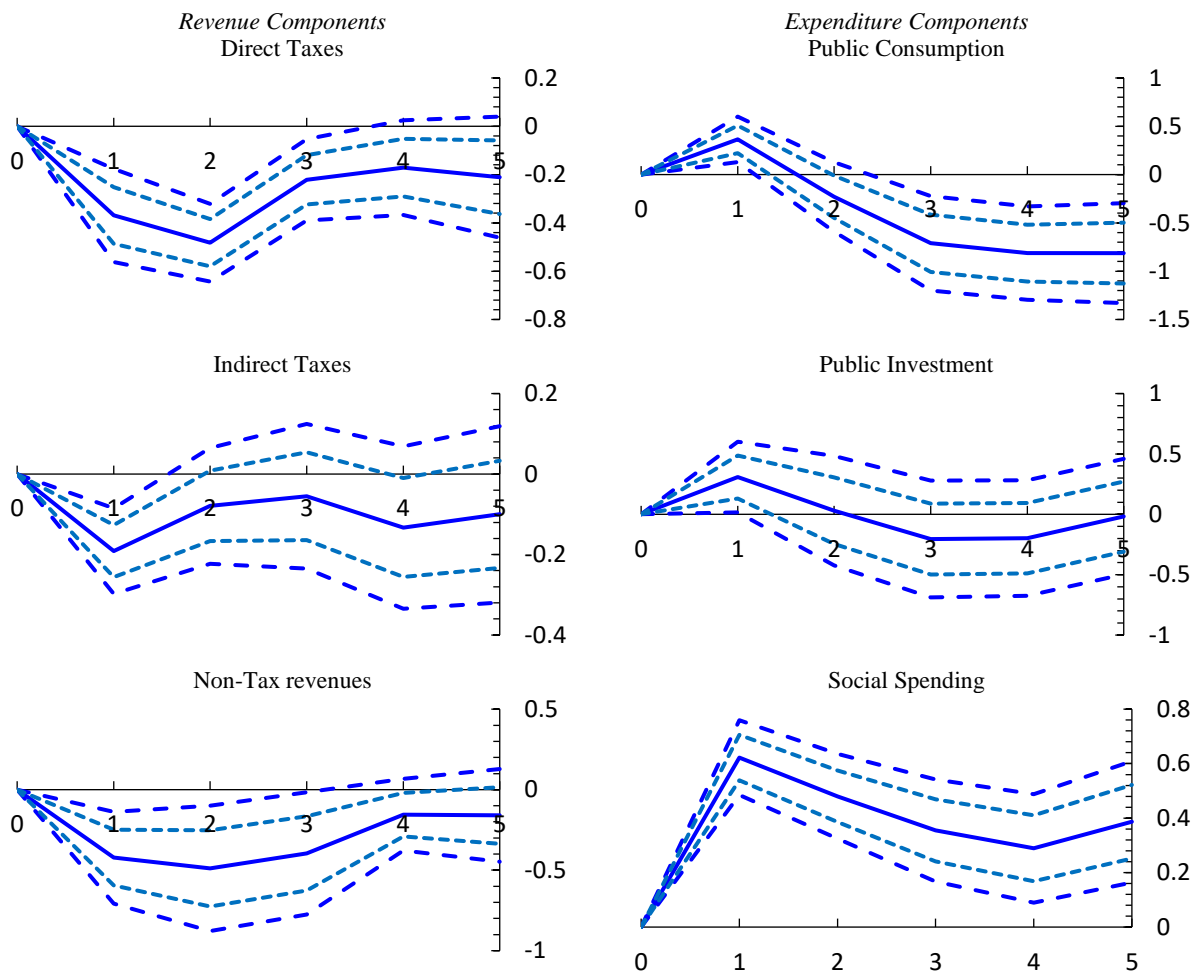 Revenue Components
Direct Taxes
0.2
0
-0.2
-0.4
-0.6
-0.8
0 1 2 3 4 5
Expenditure Components
Public Consumption
1
0.5
0
-0.5
-1
-1.5
0 1 2 3 4 5
Indirect Taxes
0.2
0
-0.2
-0.4
0 1 2 3 4 5
Public Investment
1
0.5
0
-0.5
-1
0 1 2 3 4 5
Non-Tax revenues
0.5
0
-0.5
-1
0 1 2 3 4 5
Social Spending
0.8
0.6
0.4
0.2
0
0 1 2 3 4 5